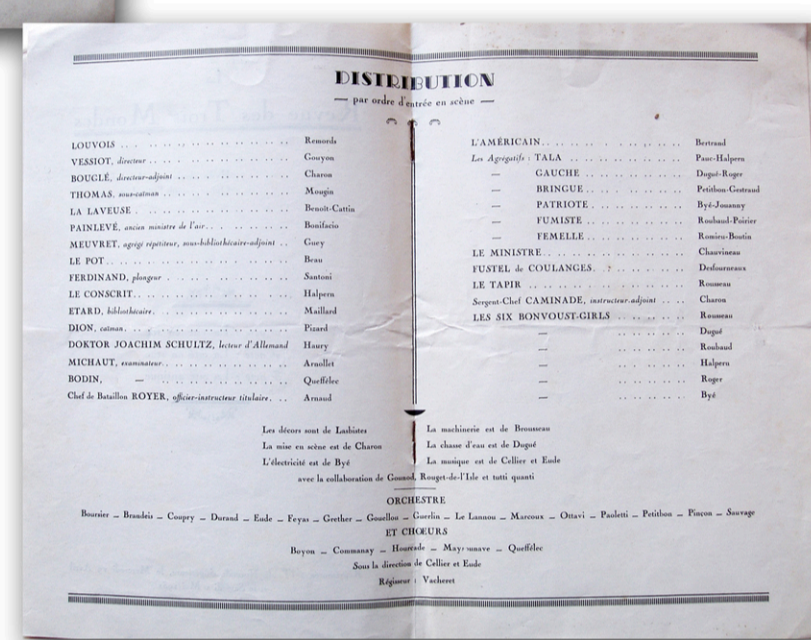 DISTRIBUTION
— par ordre d'entrée en scène —
LOUVOIS . . . . . . . . . . Remords
VESSIOT, directeur . . . . . . . . . . Gouyon
BOUGLÉ, directeur-adjoint . . . . . . . . . . Charon
THOMAS, sous-caïman . . . . . . . . . . Mougin
LA LAVEUSE . . . . . . . . . . Benoît-Cattin
PAINLEVÉ, ancien ministre de l'air . . . . . . . . . . Bonifacio
MEUVRET, agrégé répétiteur, sous-bibliothécaire-adjoint . . Guey
LE POT . . . . . . . . . . Beau
FERDINAND, plongeur . . . . . . . . . . Santoni
LE CONSCRIT . . . . . . . . . . Halpern
ETARD, bibliothécaire . . . . . . . . . . Maillard
DION, caïman . . . . . . . . . . Pizard
DOKTOR JOACHIM SCHULTZ, lecteur d'Allemand Haury
MICHAUT, examinateur . . . . . . . . . . Arnollet
BODIN, — . . . . . . . . . . Queffélec
Chef de Bataillon ROYER, officier-instructeur titulaire . . . Arnaud
L'AMÉRICAIN . . . . . . . . . . Bertrand
Les Agrégatifs : TALA . . . . . . . . . . Panc-Halpern
— GAUCHE . . . . . . . . . . Dugué-Roger
— BRINGUE . . . . . . . . . . Petitbon-Gestraud
— PATRIOTE . . . . . . . . . . Byé-Jouannay
— FUMISTE . . . . . . . . . . Roubaud-Poirier
— FEMELLE . . . . . . . . . . Romieu-Boutin
LE MINISTRE . . . . . . . . . . Chauvineau
FUSTEL de COULANGES . . . . . . . . . . Desfourneaux
LE TAPIR . . . . . . . . . . Rousseau
Sergent-Chef CAMINADE, instructeur-adjoint . . . . Charon
LES SIX BONVOUST-GIRLS . . . . . . . . . . Rousseau
— . . . . . . . . . . Dugué
— . . . . . . . . . . Roubaud
— . . . . . . . . . . Halpern
— . . . . . . . . . . Roger
— . . . . . . . . . . Byé
Les décors sont de Lashistes
La mise en scène est de Charon
L'électricité est de Byé
La machinerie est de Brousseau
La chasse d'eau est de Dugué
La musique est de Cellier et Eude
avec la collaboration de Gounod, Rouget-de-l'Isle et tutti quanti
ORCHESTRE
Boursier — Brandeis — Couprey — Durand — Eude — Feyas — Grether — Gouellou — Guerlin — Le Lannou — Marcoux — Ottavi — Paoletti — Petitbon — Pinçon — Sauvage
ET CHŒURS
Boyon — Commanay — Hourcade — Mayronnave — Queffélec
Sous la direction de Cellier et Eude
Régisseur : Vacheret